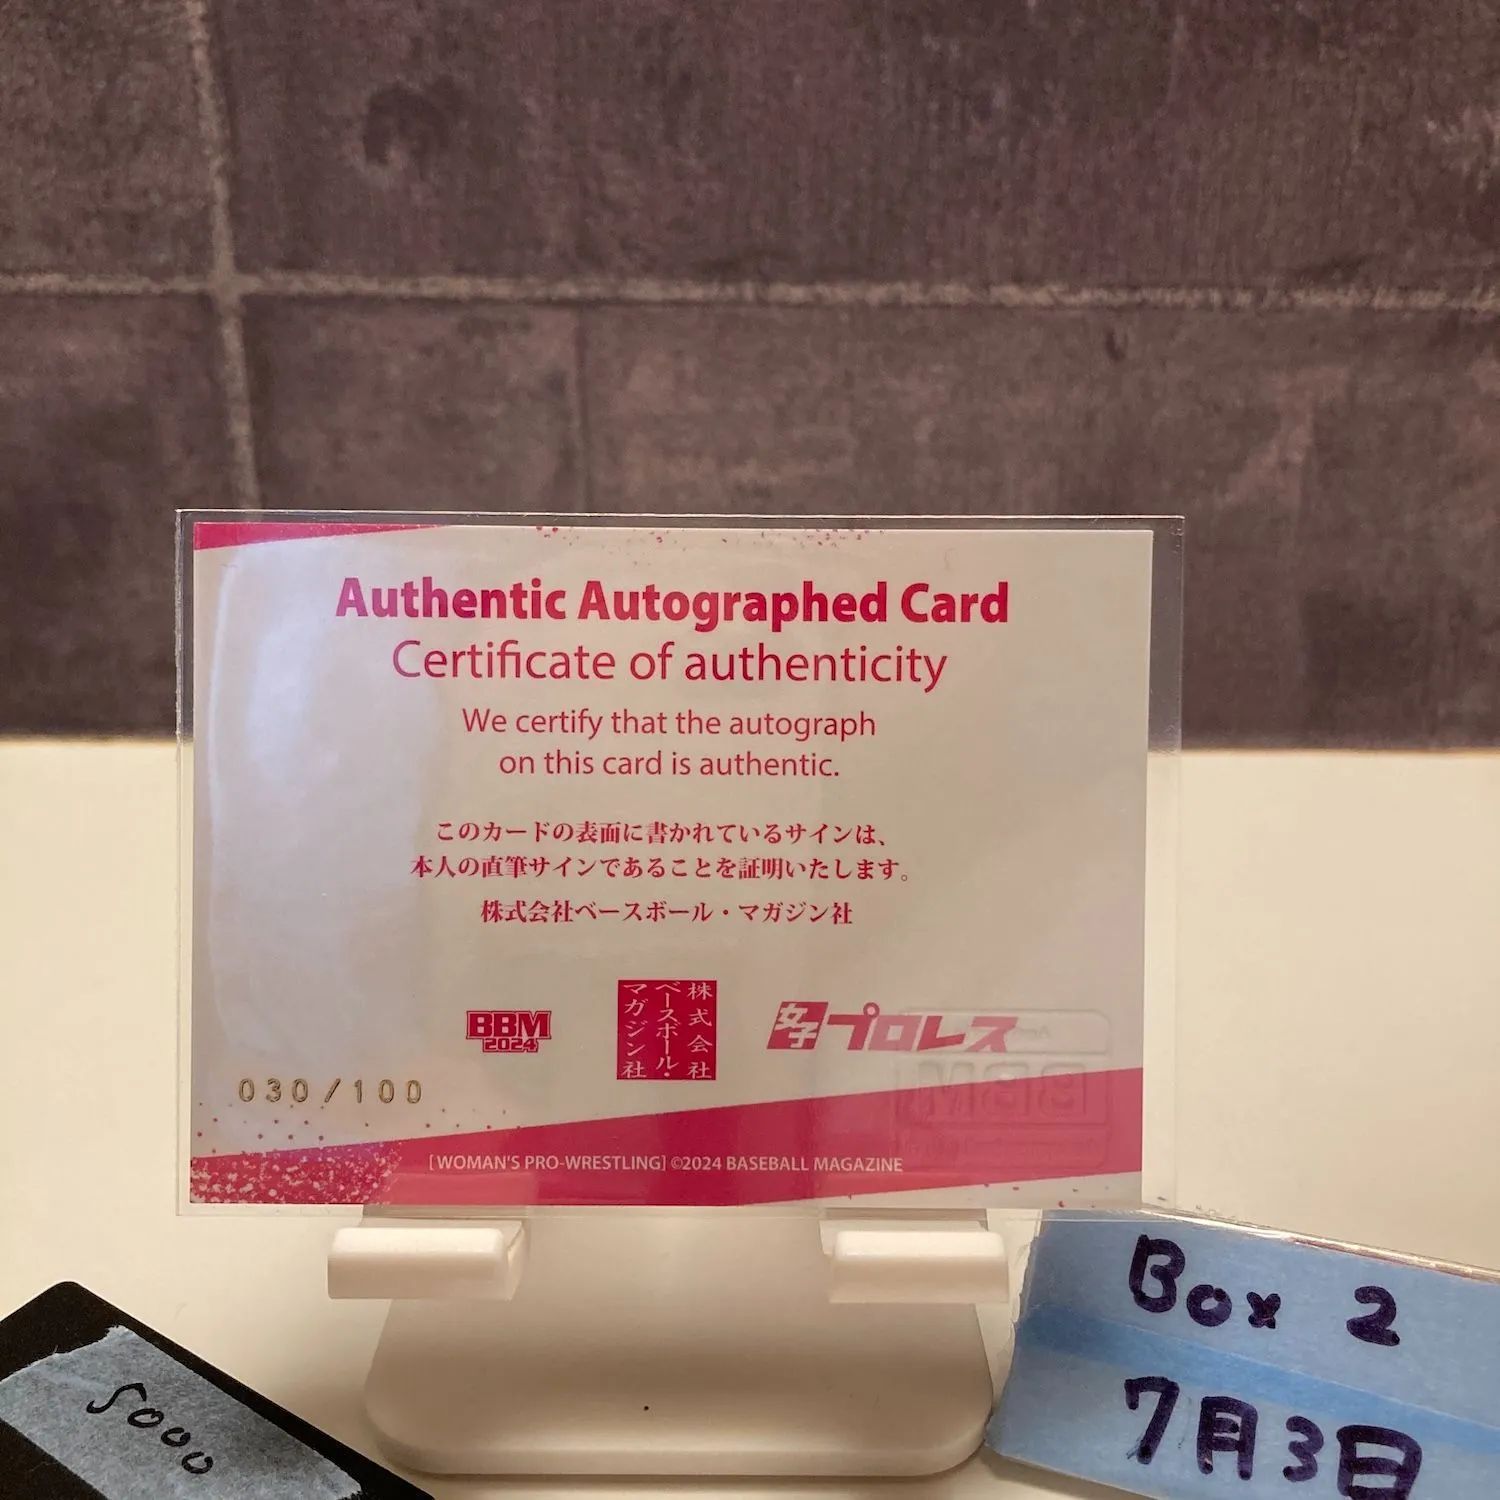 Authentic Autographed Card
Certificate of authenticity
We certify that the autograph
on this card is authentic.
このカードの表面に書かれているサインは、
本人の直筆サインであることを証明いたします。
株式会社ベースボール・マガジン社
BBM
2024
株式会社
ベースボール・
マガジン社
女子プロレス
030/100
[WOMAN'S PRO-WRESTLING] ©2024 BASEBALL MAGAZINE
BBM
Box 2
7月3日
5000